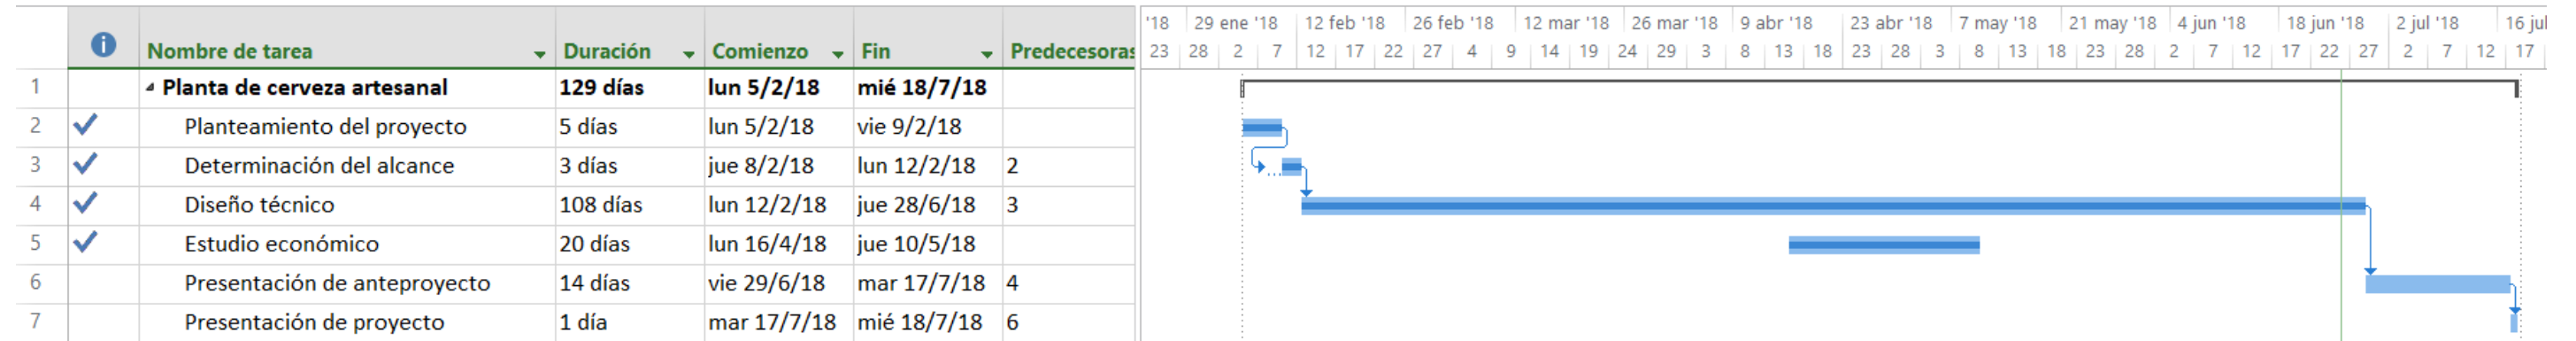 '18 29 ene '18 12 feb '18 26 feb '18 12 mar '18 26 mar '18 9 abr '18 23 abr '18 7 may '18 21 may '18 4 jun '18 18 jun '18 2 jul '18 16 jul
Nombre de tarea Duración Comienzo Fin Predecesoras 23 28 2 7 12 17 22 27 4 9 14 19 24 29 3 8 13 18 23 28 3 8 13 18 23 28 2 7 12 17 22 27 2 7 12 17
1 Planta de cerveza artesanal 129 días lun 5/2/18 mié 18/7/18
2 Planteamiento del proyecto 5 días lun 5/2/18 vie 9/2/18
3 Determinación del alcance 3 días jue 8/2/18 lun 12/2/18 2
4 Diseño técnico 108 días lun 12/2/18 jue 28/6/18 3
5 Estudio económico 20 días lun 16/4/18 jue 10/5/18
6 Presentación de anteproyecto 14 días vie 29/6/18 mar 17/7/18 4
7 Presentación de proyecto 1 día mar 17/7/18 mié 18/7/18 6